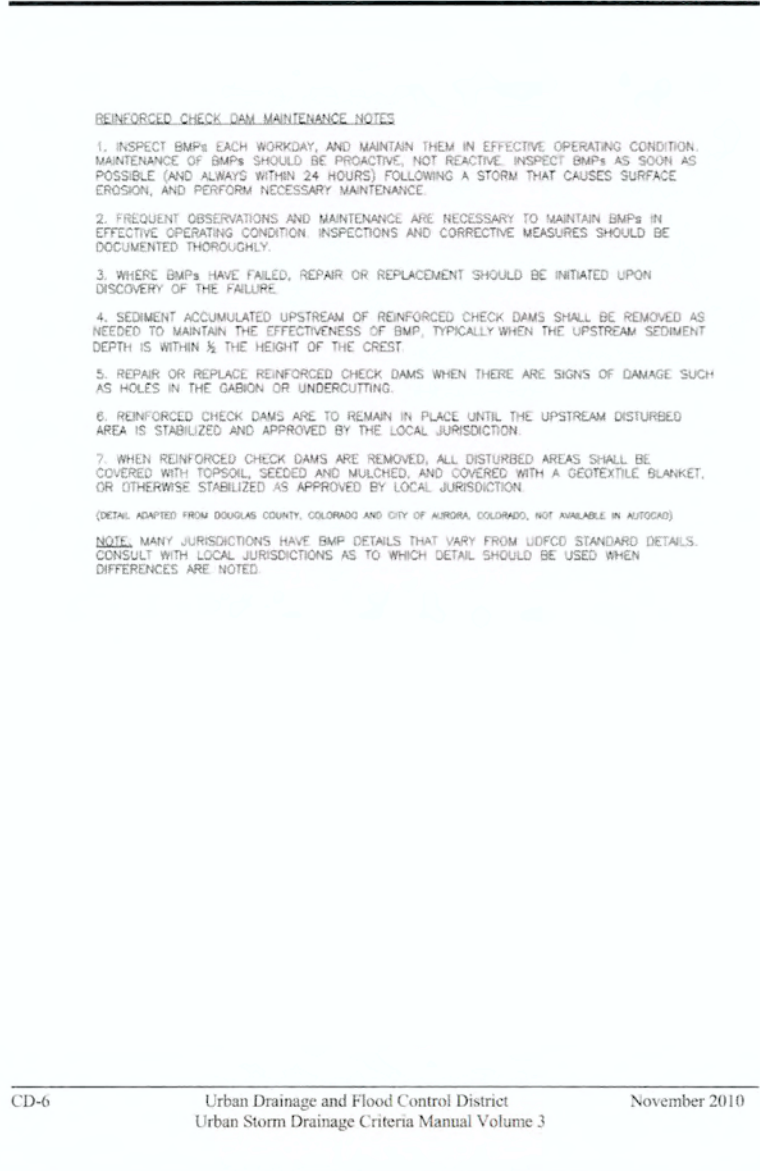 REINFORCED CHECK DAM MAINTENANCE NOTES
1. INSPECT BMPs EACH WORKDAY, AND MAINTAIN THEM IN EFFECTIVE OPERATING CONDITION.
MAINTENANCE OF BMPs SHOULD BE PROACTIVE, NOT REACTIVE. INSPECT BMPs AS SOON AS
POSSIBLE (AND ALWAYS WITHIN 24 HOURS) FOLLOWING A STORM THAT CAUSES SURFACE
EROSION, AND PERFORM NECESSARY MAINTENANCE.
2. FREQUENT OBSERVATIONS AND MAINTENANCE ARE NECESSARY TO MAINTAIN BMPs IN
EFFECTIVE OPERATING CONDITION. INSPECTIONS AND CORRECTIVE MEASURES SHOULD BE
DOCUMENTED THOROUGHLY.
3. WHERE BMPs HAVE FAILED, REPAIR OR REPLACEMENT SHOULD BE INITIATED UPON
DISCOVERY OF THE FAILURE.
4. SEDIMENT ACCUMULATED UPSTREAM OF REINFORCED CHECK DAMS SHALL BE REMOVED AS
NEEDED TO MAINTAIN THE EFFECTIVENESS OF BMP, TYPICALLY WHEN THE UPSTREAM SEDIMENT
DEPTH IS WITHIN ½ THE HEIGHT OF THE CREST.
5. REPAIR OR REPLACE REINFORCED CHECK DAMS WHEN THERE ARE SIGNS OF DAMAGE SUCH
AS HOLES IN THE GABION OR UNDERCUTTING.
6. REINFORCED CHECK DAMS ARE TO REMAIN IN PLACE UNTIL THE UPSTREAM DISTURBED
AREA IS STABILIZED AND APPROVED BY THE LOCAL JURISDICTION.
7. WHEN REINFORCED CHECK DAMS ARE REMOVED, ALL DISTURBED AREAS SHALL BE
COVERED WITH TOPSOIL, SEEDED AND MULCHED, AND COVERED WITH A GEOTEXTILE BLANKET,
OR OTHERWISE STABILIZED AS APPROVED BY LOCAL JURISDICTION.
(DETAIL ADAPTED FROM DOUGLAS COUNTY, COLORADO AND CITY OF AURORA, COLORADO, NOT AVAILABLE IN AUTOCAD)
NOTE: MANY JURISDICTIONS HAVE BMP DETAILS THAT VARY FROM UDFCD STANDARD DETAILS.
CONSULT WITH LOCAL JURISDICTIONS AS TO WHICH DETAIL SHOULD BE USED WHEN
DIFFERENCES ARE NOTED.
CD-6 Urban Drainage and Flood Control District November 2010
Urban Storm Drainage Criteria Manual Volume 3